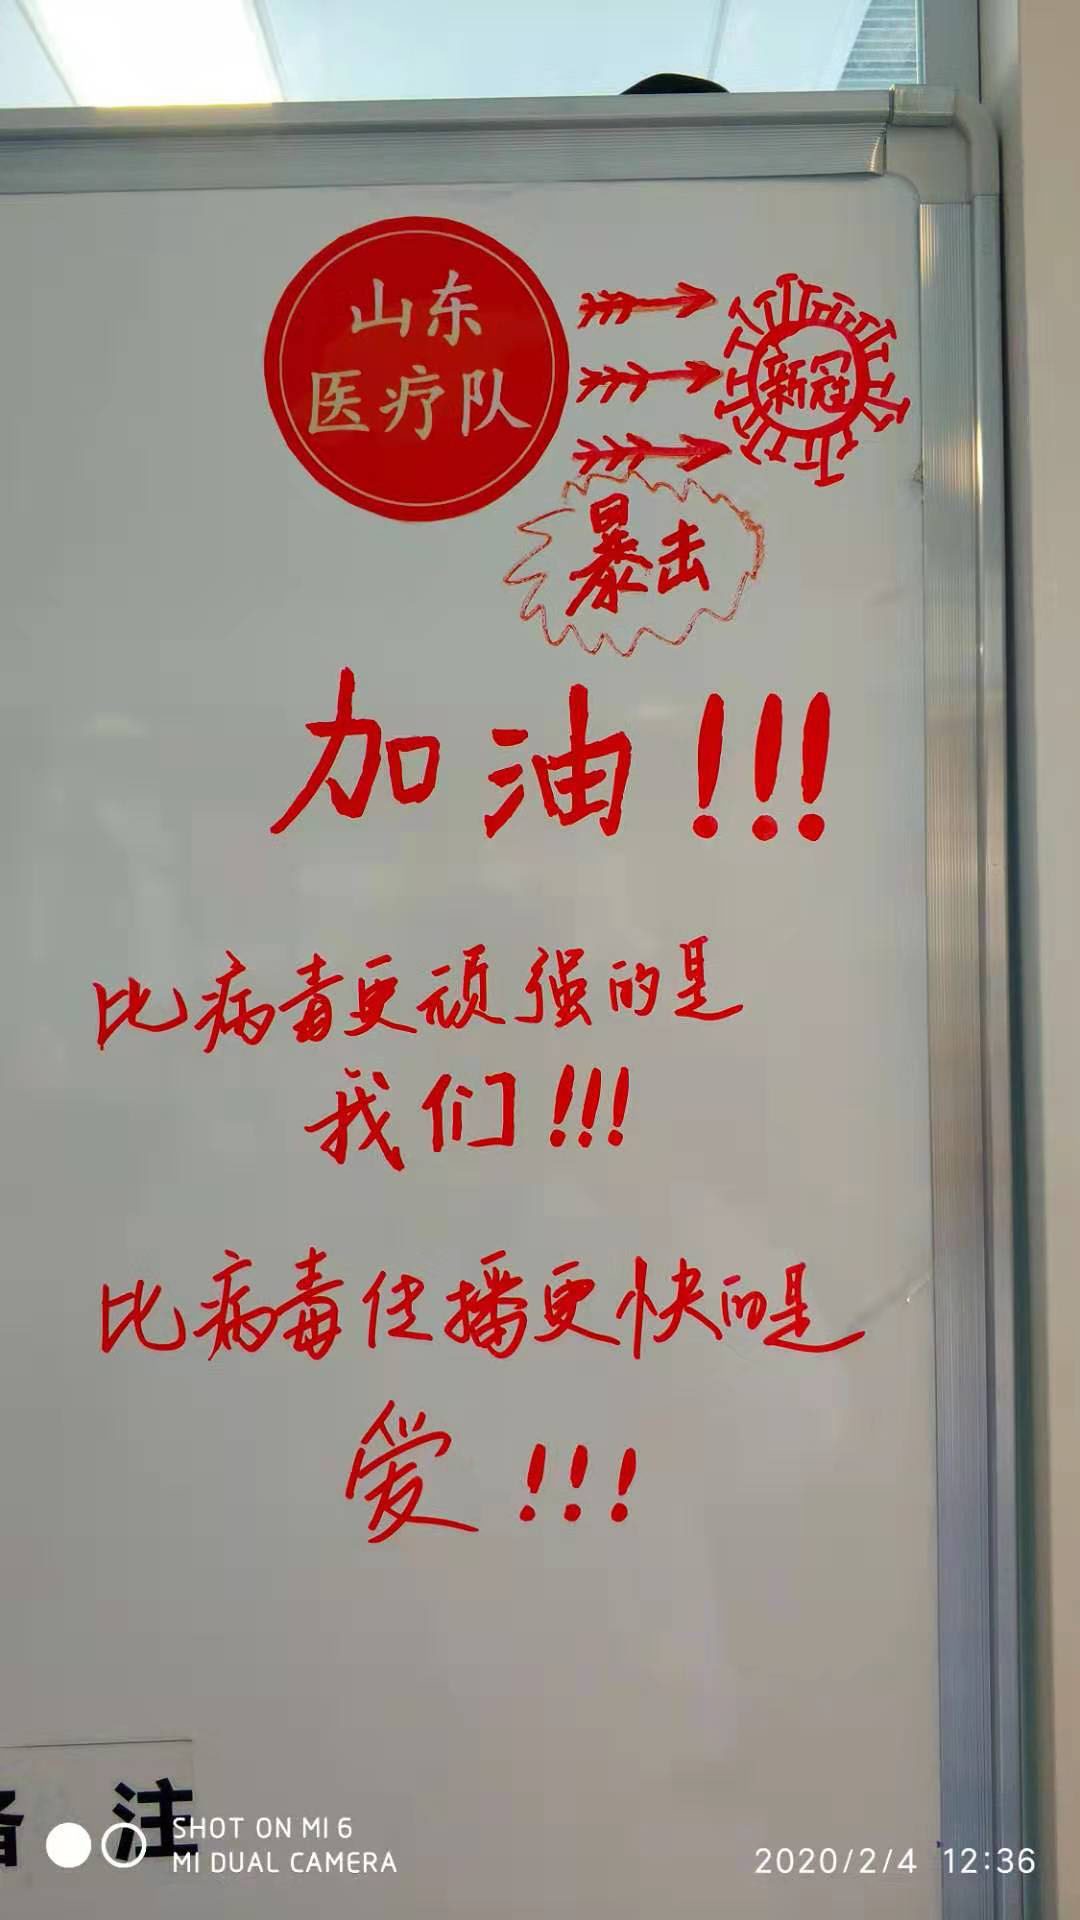 山东
医疗队
新冠
暴击
加油!!!
比病毒更顽强的是
我们!!!
比病毒传播更快的是
爱!!!
备 注
SHOT ON MI 6
MI DUAL CAMERA
2020/2/4 12:36